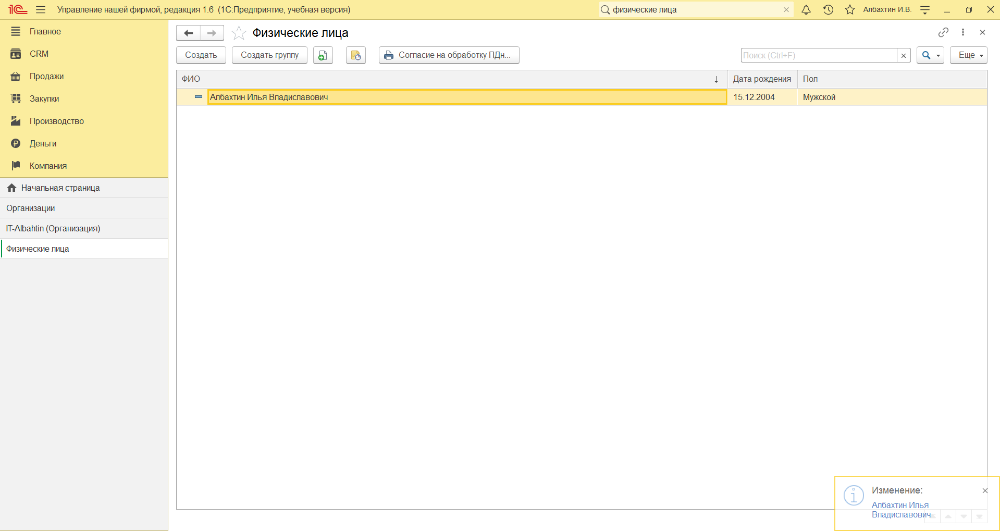 1С Управление нашей фирмой, редакция 1.6 (1С:Предприятие, учебная версия) физические лица Албахтин И.В.
Главное
CRM
Продажи
Закупки
Производство
Деньги
Компания
Начальная страница
Организации
IT-Albahtin (Организация)
Физические лица
Физические лица
Создать Создать группу Согласие на обработку ПДн... Поиск (Ctrl+F) Еще
ФИО Дата рождения Пол
Албахтин Илья Владиславович 15.12.2004 Мужской
Изменение:
Албахтин Илья
Владиславович